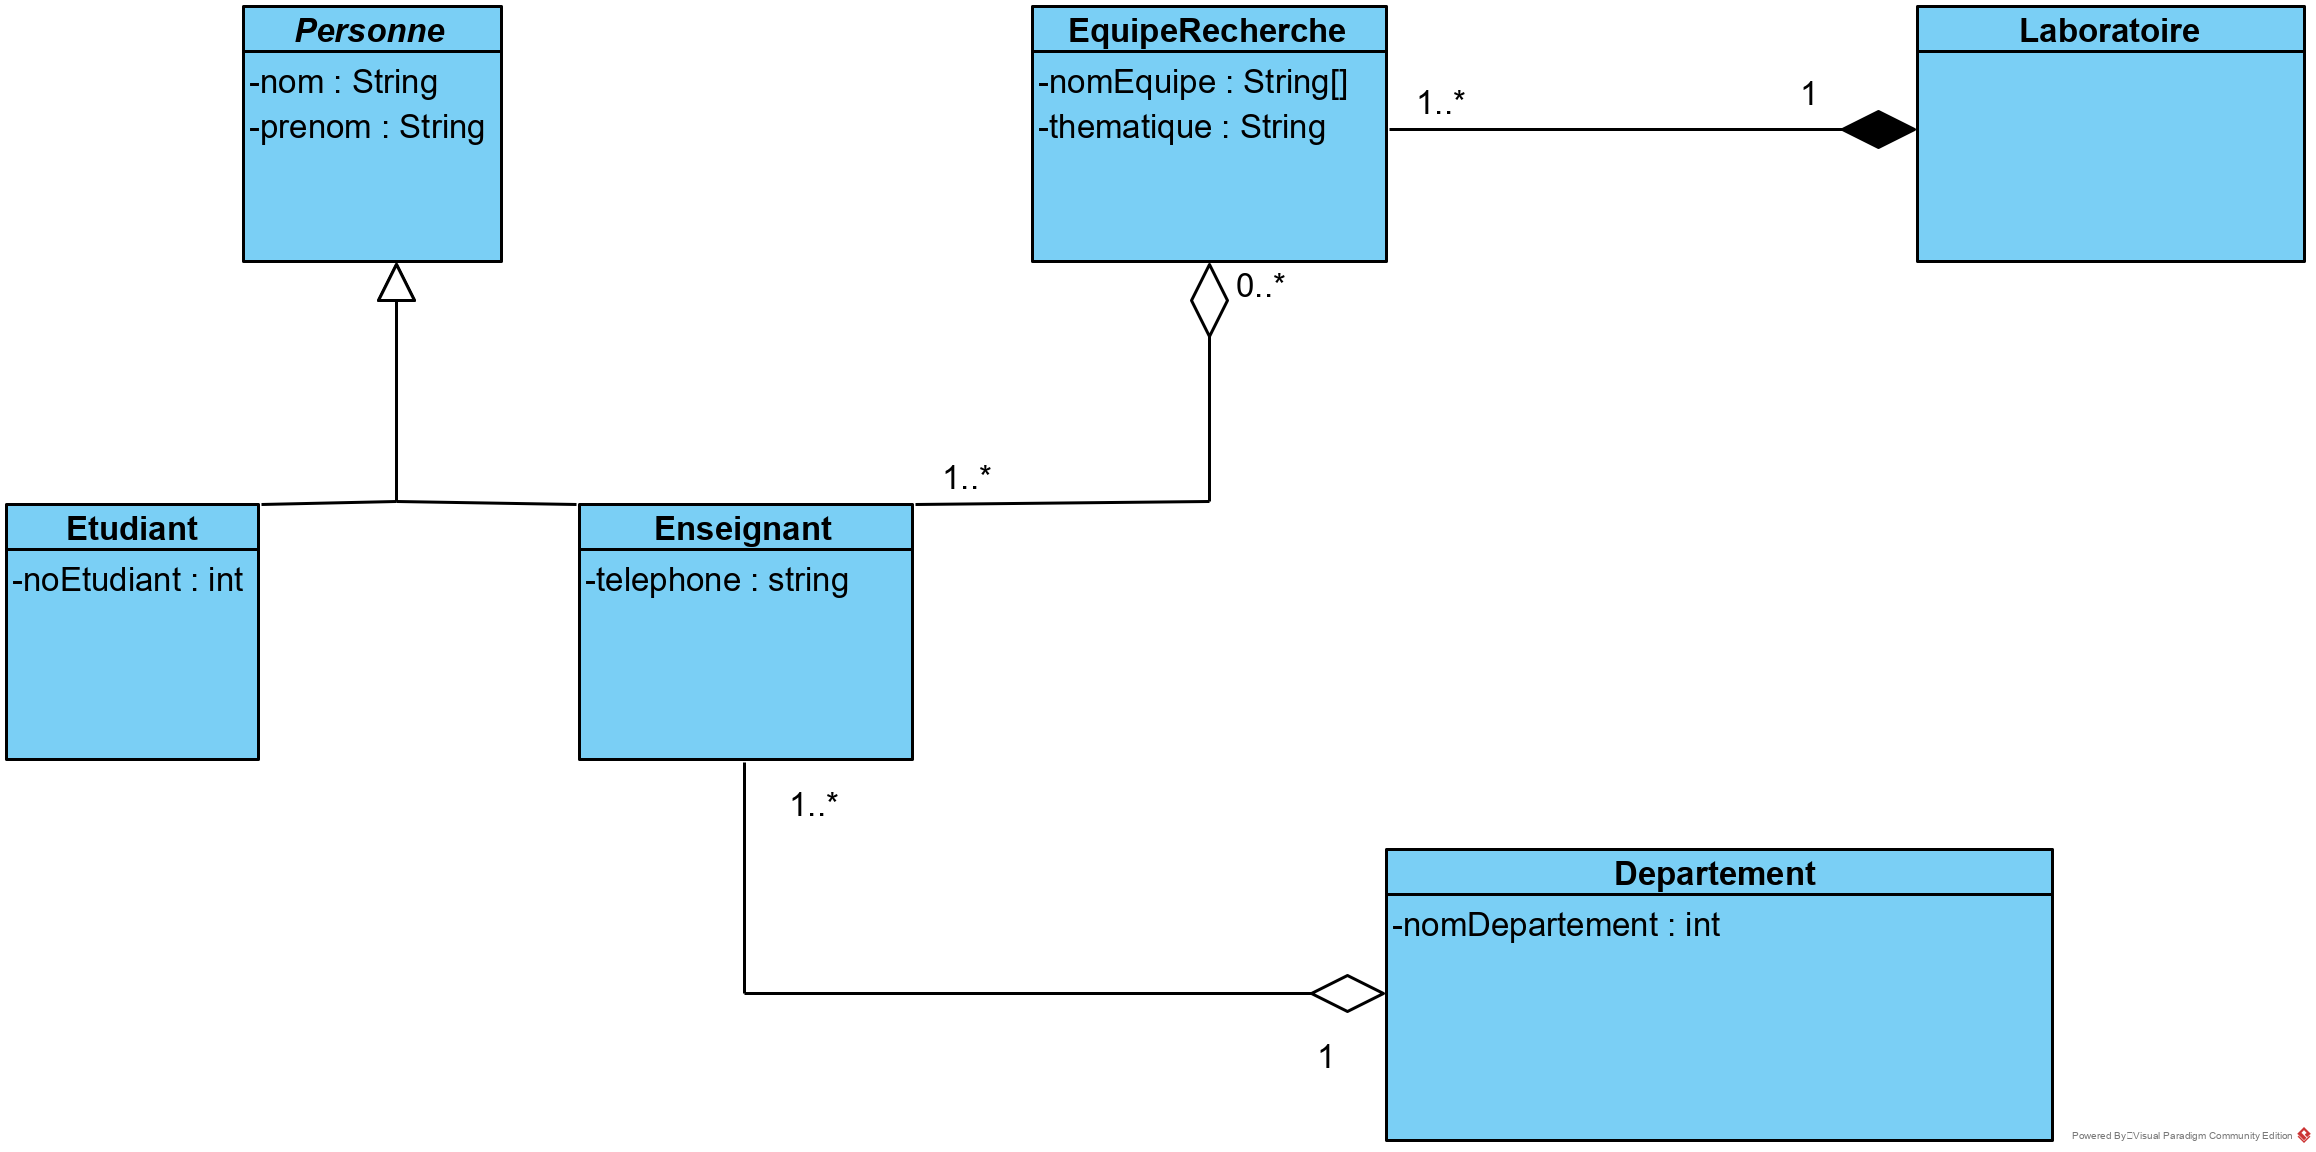 Personne
-nom : String
-prenom : String
EquipeRecherche
-nomEquipe : String[]
-thematique : String
1..*
1
Laboratoire
0..*
1..*
Etudiant
-noEtudiant : int
Enseignant
-telephone : string
1..*
Departement
-nomDepartement : int
1
Powered By Visual Paradigm Community Edition